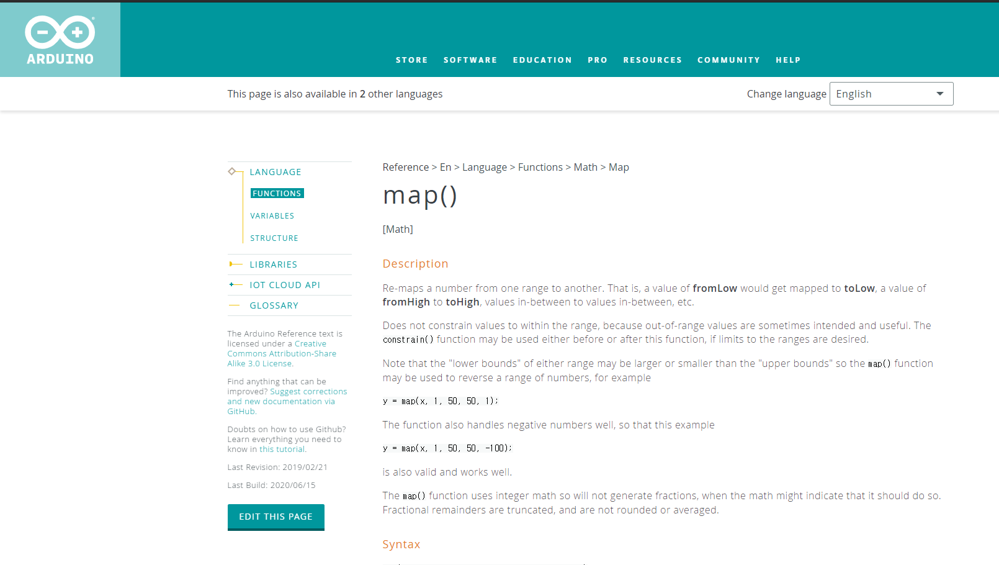 ARDUINO
STORE SOFTWARE EDUCATION PRO RESOURCES COMMUNITY HELP
This page is also available in 2 other languages
Change language English
LANGUAGE
FUNCTIONS
VARIABLES
STRUCTURE
LIBRARIES
IOT CLOUD API
GLOSSARY
The Arduino Reference text is
licensed under a Creative
Commons Attribution-Share
Alike 3.0 License.
Find anything that can be
improved? Suggest corrections
and new documentation via
GitHub.
Doubts on how to use Github?
Learn everything you need to
know in this tutorial.
Last Revision: 2019/02/21
Last Build: 2020/06/15
EDIT THIS PAGE
Reference > En > Language > Functions > Math > Map
map()
[Math]
Description
Re-maps a number from one range to another. That is, a value of fromLow would get mapped to toLow, a value of
fromHigh to toHigh, values in-between to values in-between, etc.
Does not constrain values to within the range, because out-of-range values are sometimes intended and useful. The
constrain() function may be used either before or after this function, if limits to the ranges are desired.
Note that the "lower bounds" of either range may be larger or smaller than the "upper bounds" so the map() function
may be used to reverse a range of numbers, for example
y = map(x, 1, 50, 50, 1);
The function also handles negative numbers well, so that this example
y = map(x, 1, 50, 50, -100);
is also valid and works well.
The map() function uses integer math so will not generate fractions, when the math might indicate that it should do so.
Fractional remainders are truncated, and are not rounded or averaged.
Syntax